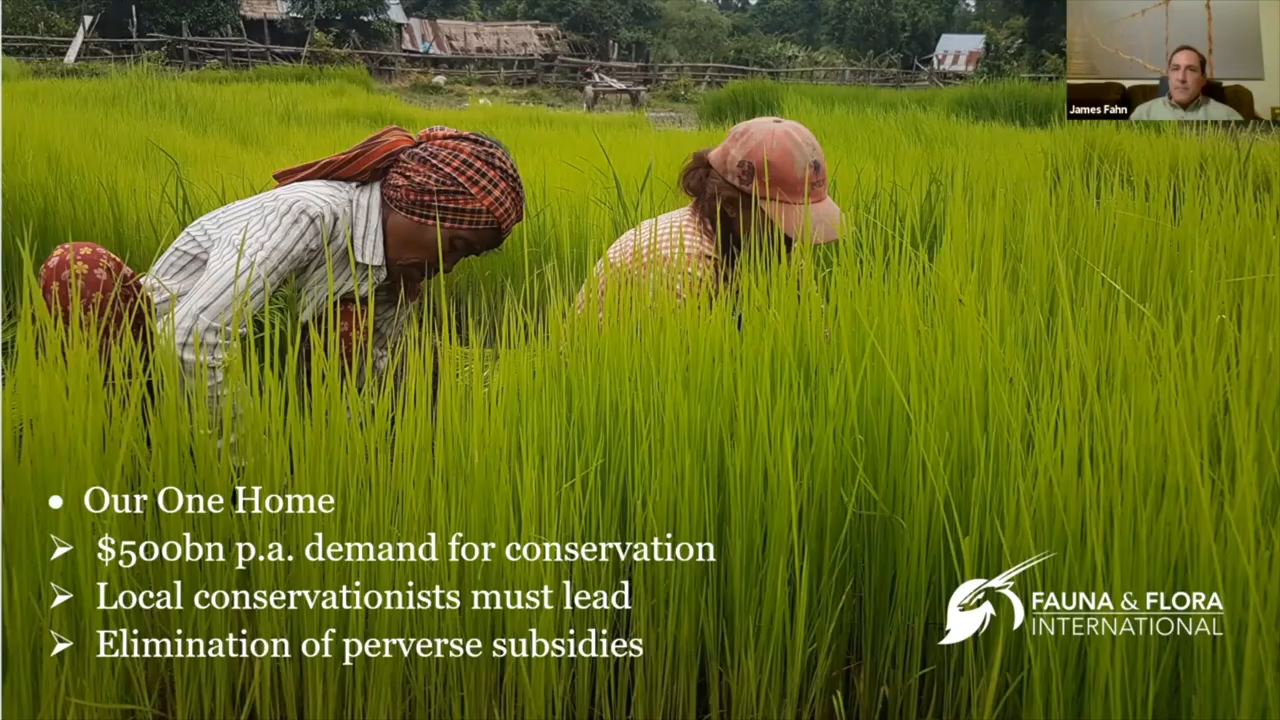 James Fahn
• Our One Home
➢ $500bn p.a. demand for conservation
➢ Local conservationists must lead
➢ Elimination of perverse subsidies
FAUNA & FLORA
INTERNATIONAL